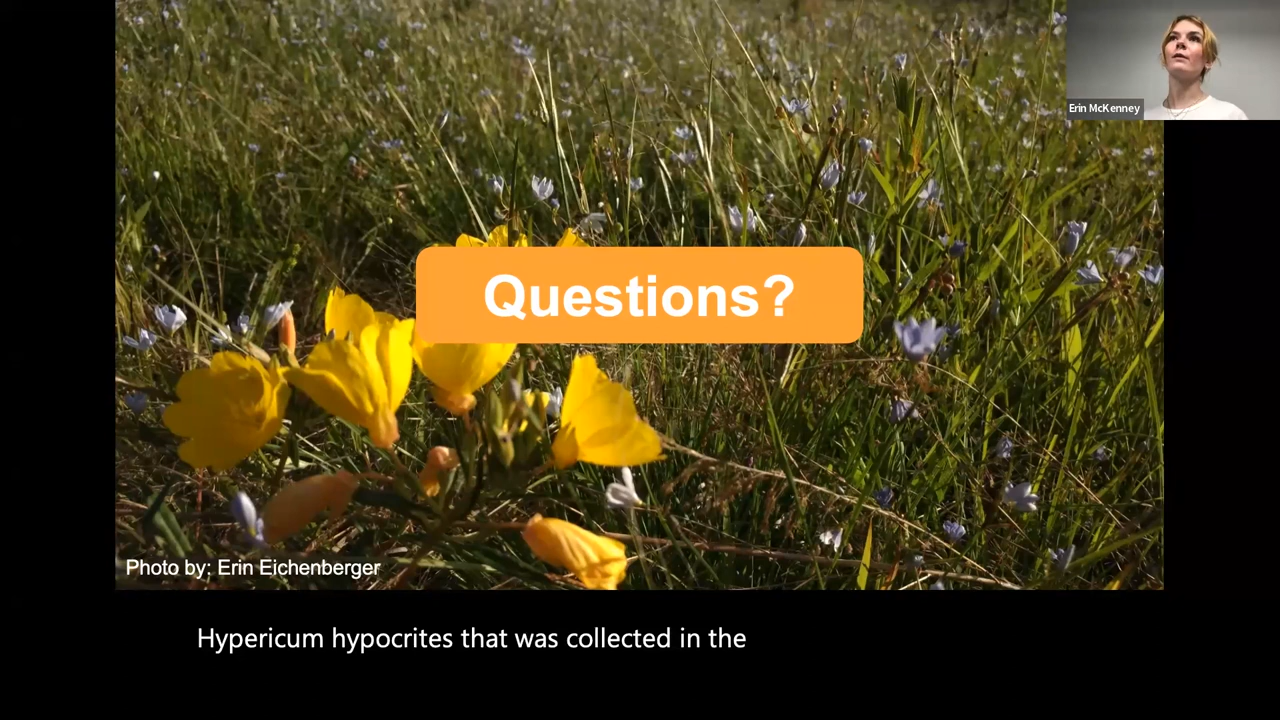 Erin McKenney
Questions?
Photo by: Erin Eichenberger
Hypericum hypocrites that was collected in the